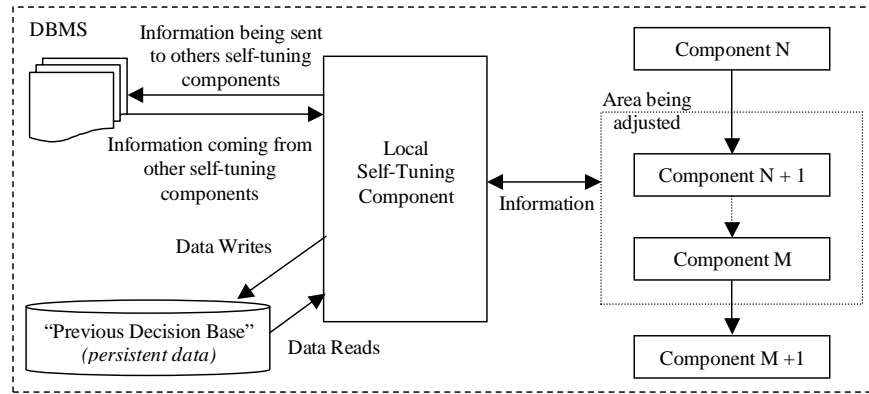 DBMS
Information being sent
to others self-tuning
components
Information coming from
other self-tuning
components
Local
Self-Tuning
Component
Data Writes
“Previous Decision Base”
(persistent data)
Data Reads
Information
Component N
Area being
adjusted
Component N + 1
Component M
Component M +1